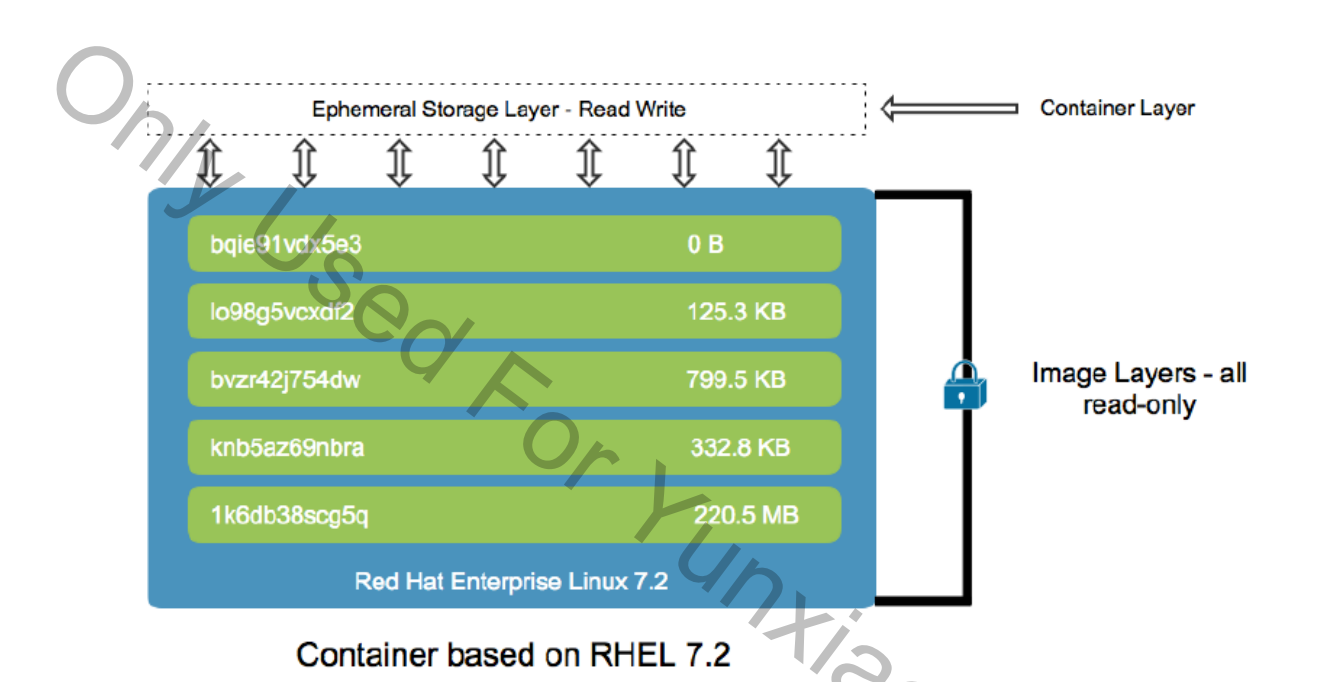 Ephemeral Storage Layer - Read Write
Container Layer
bqie91vdx5e3 0 B
lo98g5vcxdf2 125.3 KB
bvzr42j754dw 799.5 KB
knb5az69nbra 332.8 KB
1k6db38scg5q 220.5 MB
Red Hat Enterprise Linux 7.2
Image Layers - all
read-only
Container based on RHEL 7.2
Only Used For